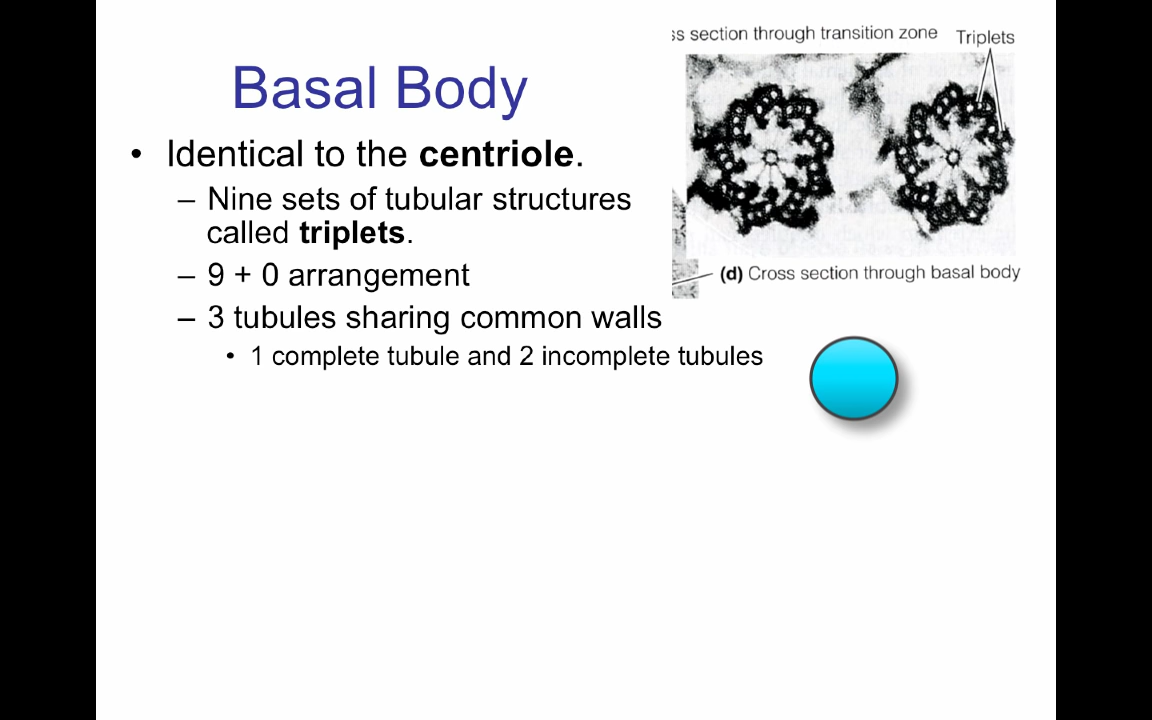 ss section through transition zone
Triplets
Basal Body
• Identical to the centriole.
– Nine sets of tubular structures
called triplets.
– 9 + 0 arrangement
(d) Cross section through basal body
– 3 tubules sharing common walls
• 1 complete tubule and 2 incomplete tubules